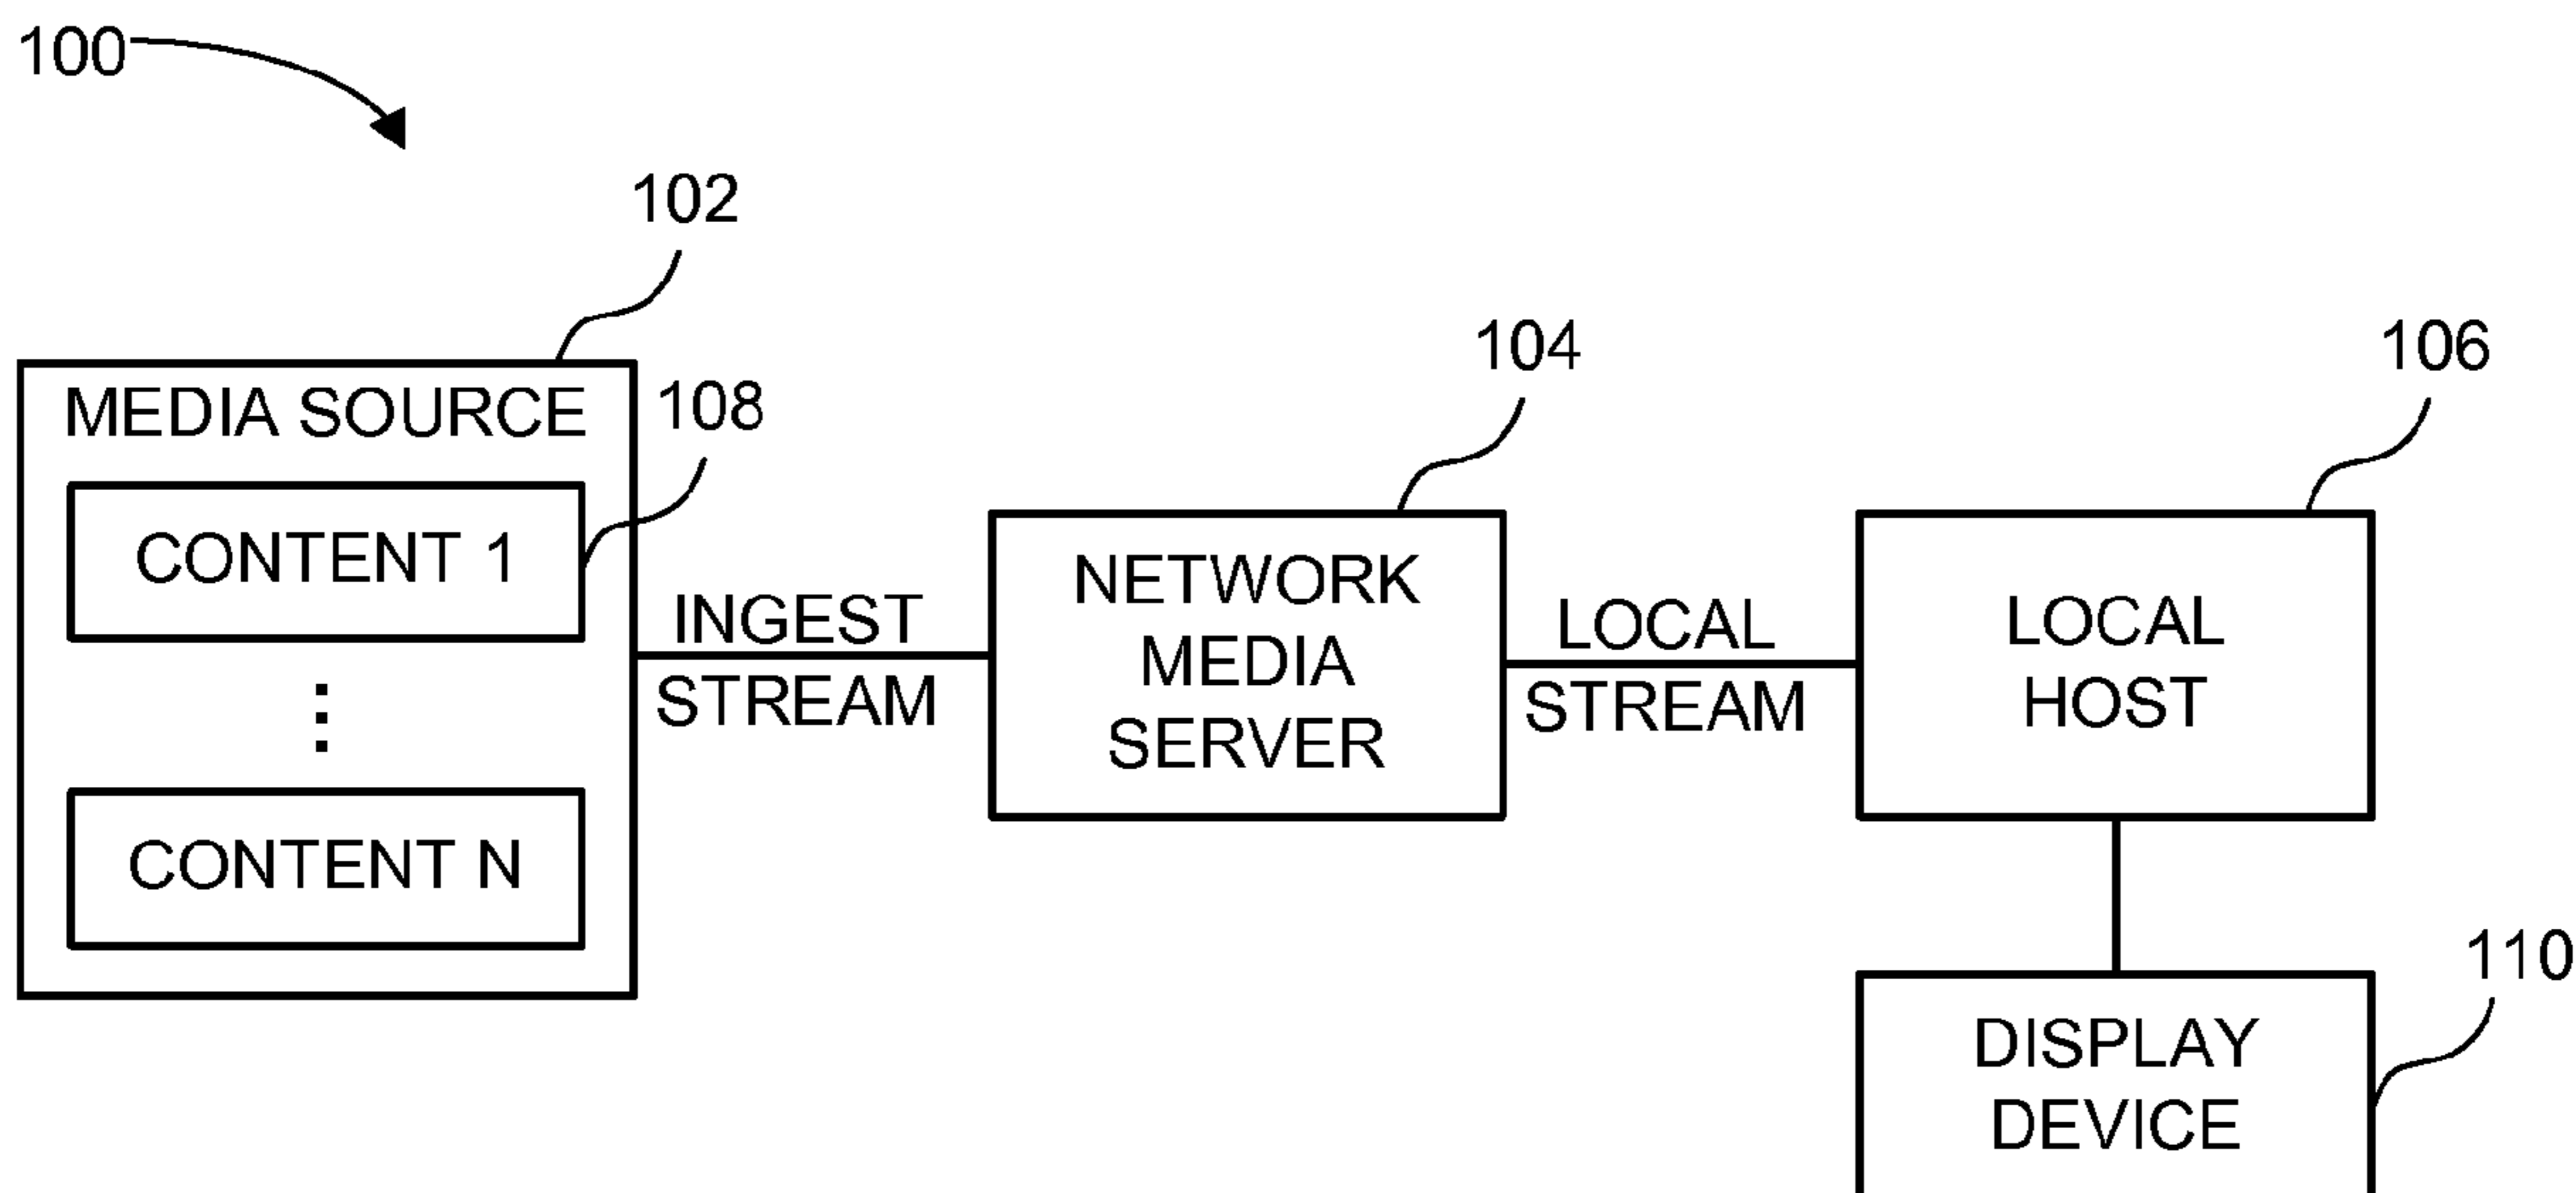 100
102
MEDIA SOURCE
108
CONTENT 1
CONTENT N
INGEST
STREAM
104
NETWORK
MEDIA
SERVER
LOCAL
STREAM
106
LOCAL
HOST
110
DISPLAY
DEVICE